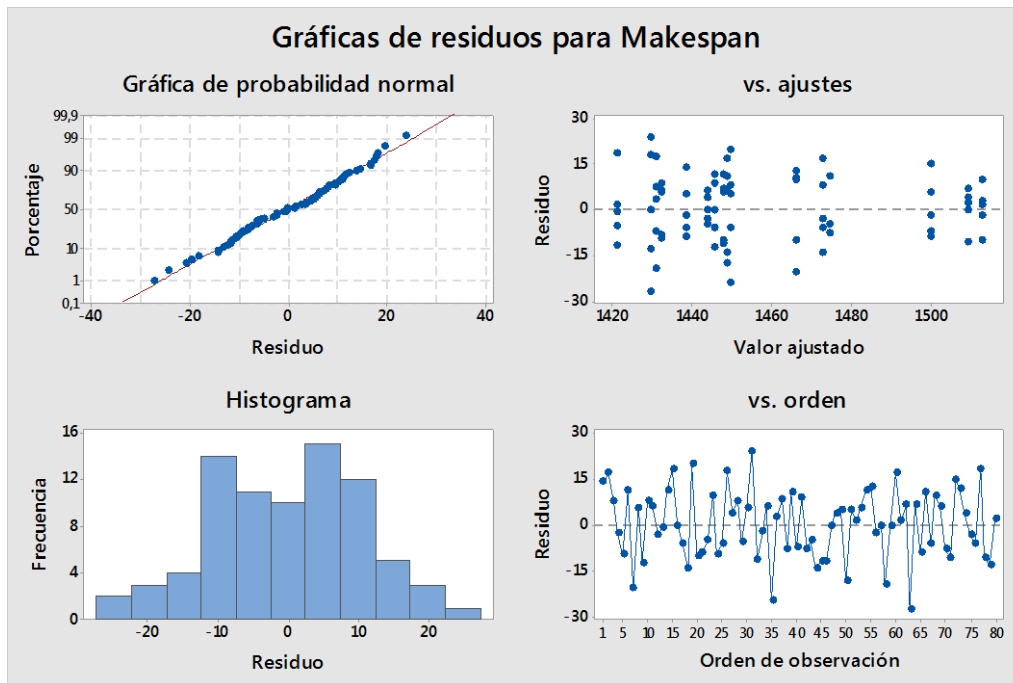 Gráficas de residuos para Makespan
Gráfica de probabilidad normal
99,9
99
90
50
10
1
0,1
Porcentaje
-40 -20 0 20 40
Residuo
vs. ajustes
30
15
0
-15
-30
Residuo
1420 1440 1460 1480 1500
Valor ajustado
Histograma
16
12
8
4
0
Frecuencia
-20 -10 0 10 20
Residuo
vs. orden
30
15
0
-15
-30
Residuo
1 5 10 15 20 25 30 35 40 45 50 55 60 65 70 75 80
Orden de observación